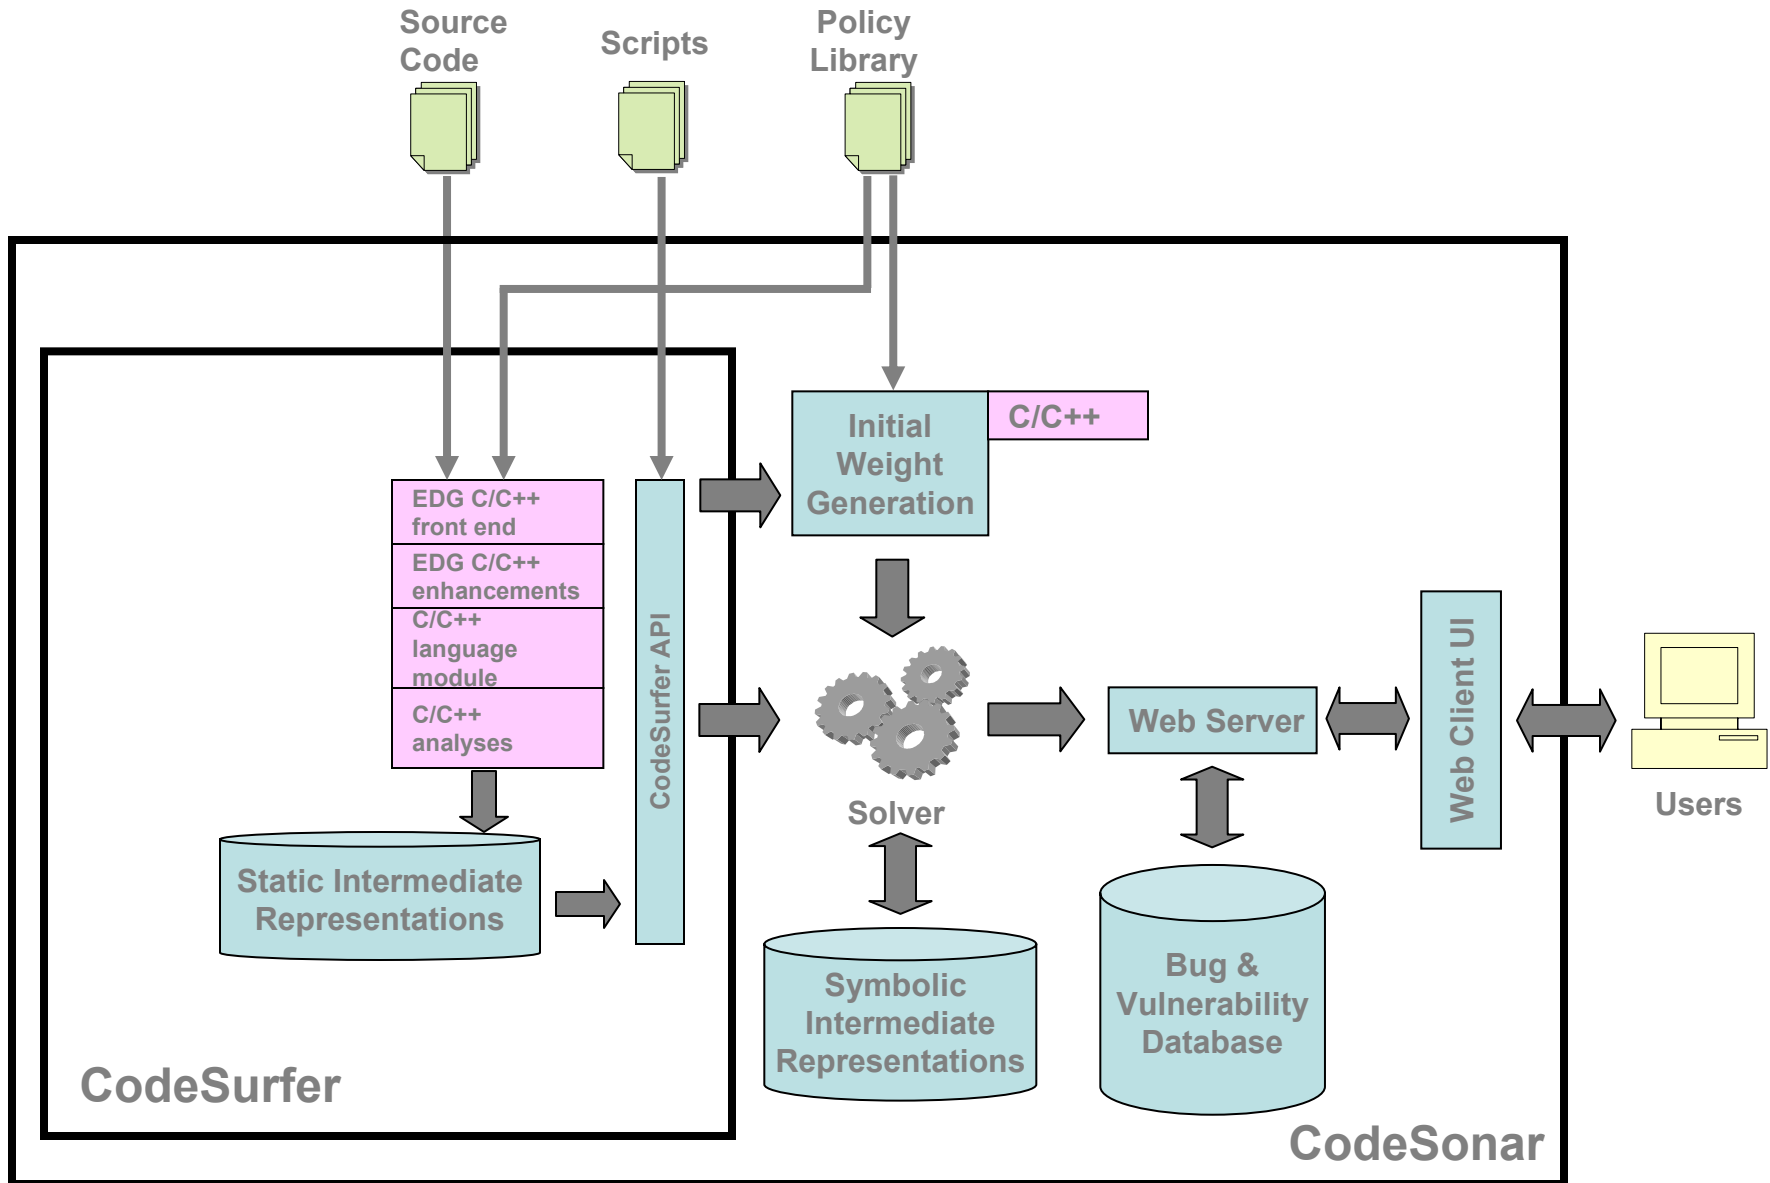 Source
Code
Scripts
Policy
Library
Initial
Weight
Generation
C/C++
EDG C/C++
front end
EDG C/C++
enhancements
C/C++
language
module
C/C++
analyses
CodeSurfer API
Static Intermediate
Representations
Solver
Symbolic
Intermediate
Representations
Web Server
Bug &
Vulnerability
Database
Web Client UI
Users
CodeSurfer
CodeSonar